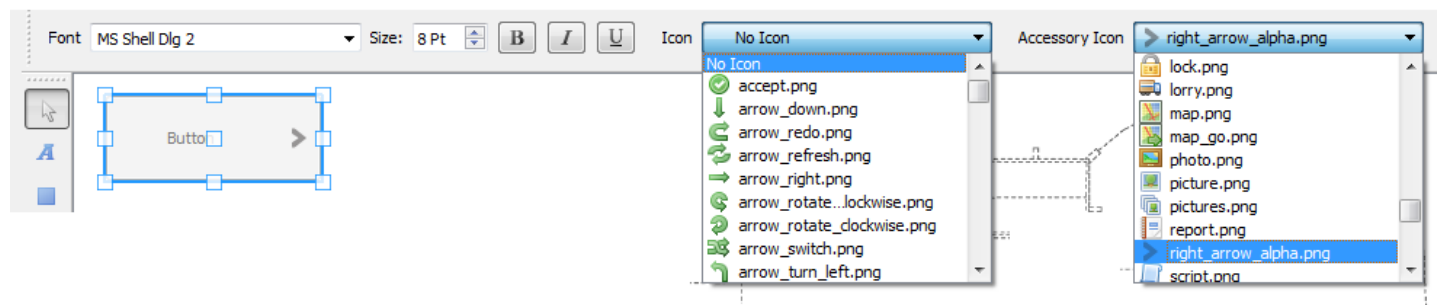 Font MS Shell Dlg 2 Size: 8 Pt B I U Icon No Icon Accessory Icon right_arrow_alpha.png
A
Button
No Icon
accept.png
arrow_down.png
arrow_redo.png
arrow_refresh.png
arrow_right.png
arrow_rotate...lockwise.png
arrow_rotate_clockwise.png
arrow_switch.png
arrow_turn_left.png
lock.png
lorry.png
map.png
map_go.png
photo.png
picture.png
pictures.png
report.png
right_arrow_alpha.png
script.png